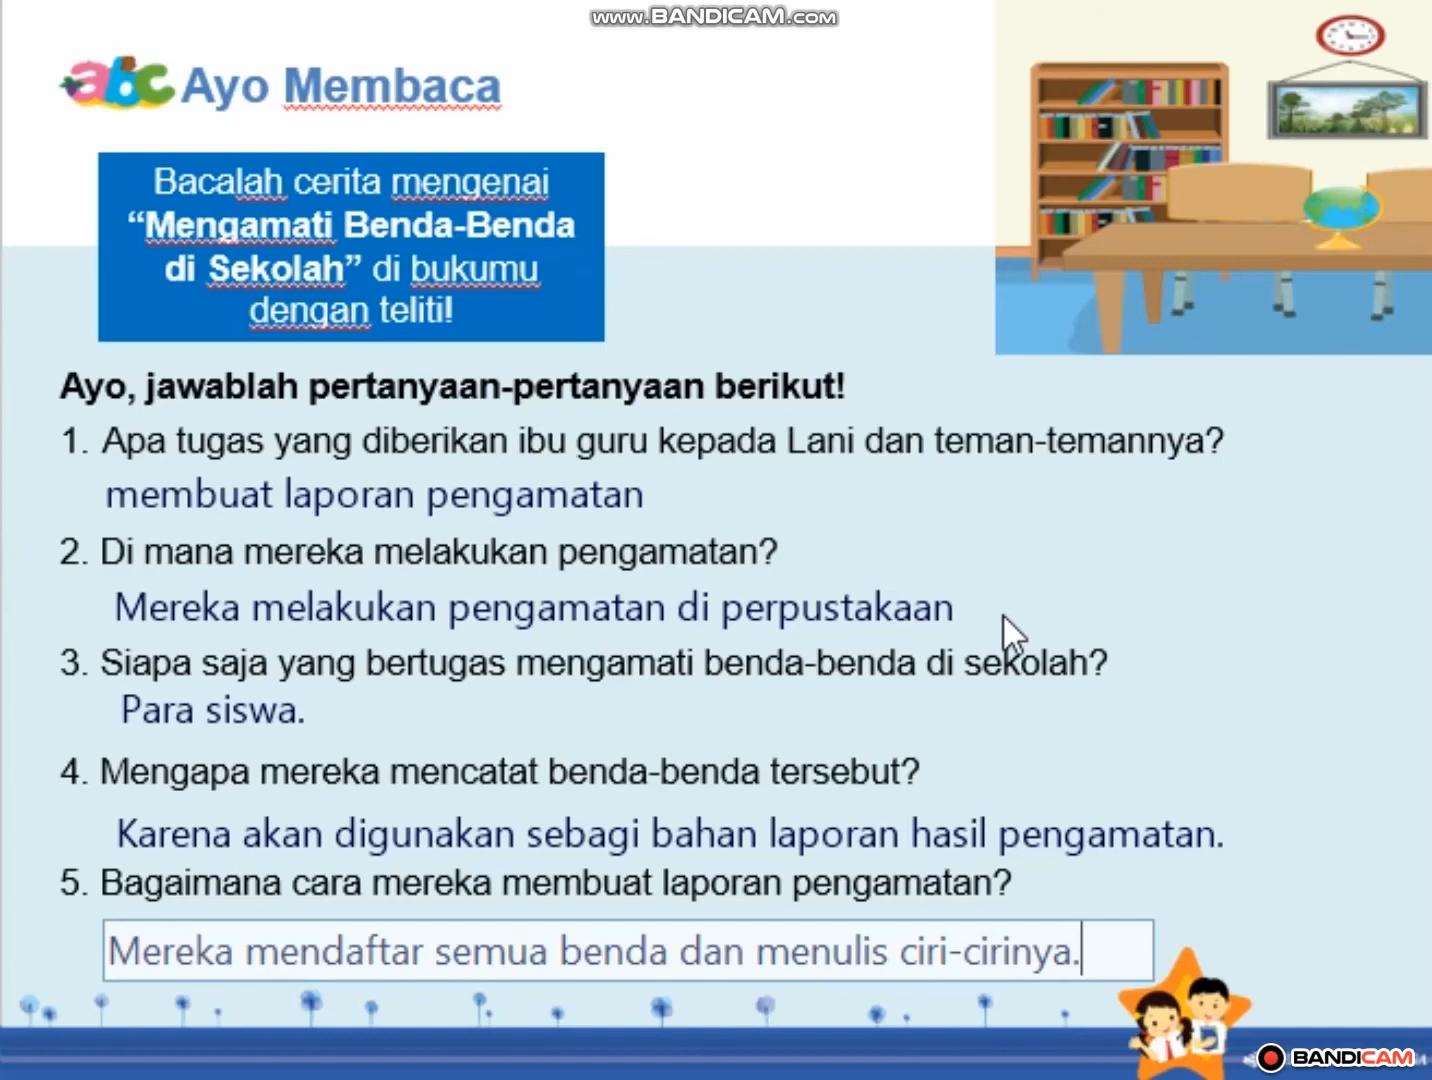 www.BANDICAM.com
abc Ayo Membaca
Bacalah cerita mengenai
“Mengamati Benda-Benda
di Sekolah” di bukumu
dengan teliti!
Ayo, jawablah pertanyaan-pertanyaan berikut!
1. Apa tugas yang diberikan ibu guru kepada Lani dan teman-temannya?
membuat laporan pengamatan
2. Di mana mereka melakukan pengamatan?
Mereka melakukan pengamatan di perpustakaan
3. Siapa saja yang bertugas mengamati benda-benda di sekolah?
Para siswa.
4. Mengapa mereka mencatat benda-benda tersebut?
Karena akan digunakan sebagi bahan laporan hasil pengamatan.
5. Bagaimana cara mereka membuat laporan pengamatan?
Mereka mendaftar semua benda dan menulis ciri-cirinya.
BANDICAM